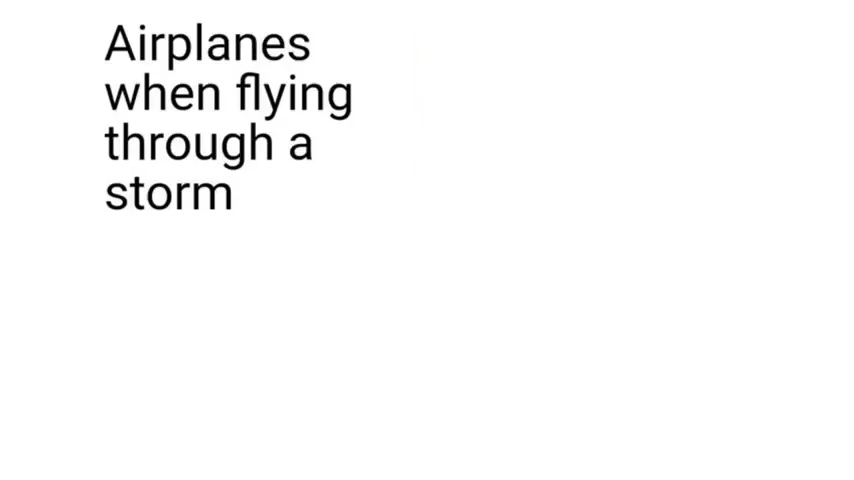 Airplanes
when flying
through a
storm